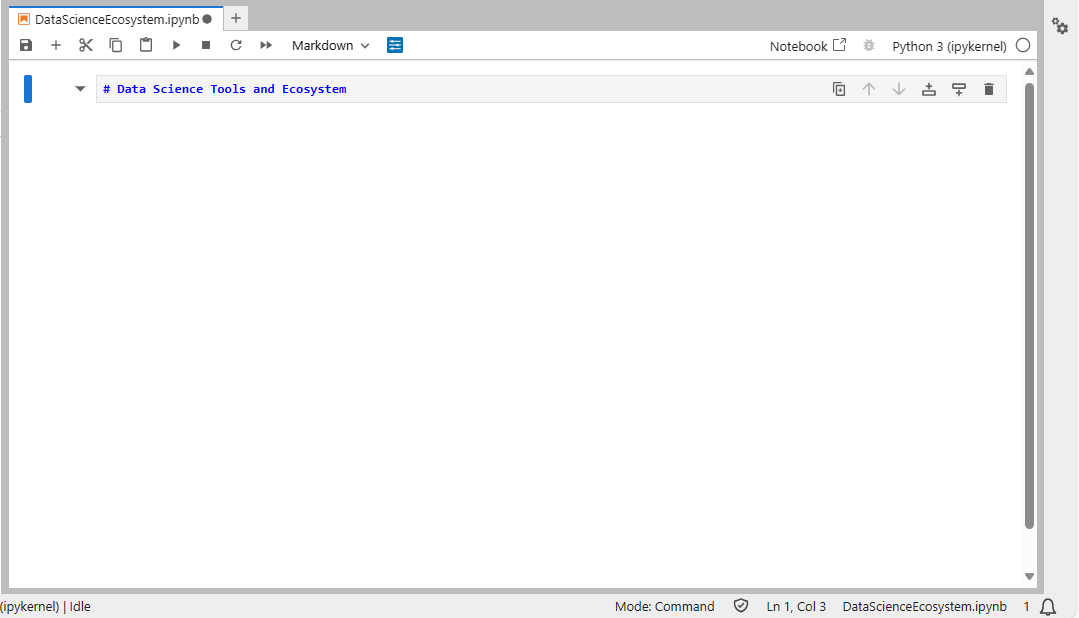 DataScienceEcosystem.ipynb
Markdown Notebook Python 3 (ipykernel)
# Data Science Tools and Ecosystem
(ipykernel) | Idle Mode: Command Ln 1, Col 3 DataScienceEcosystem.ipynb 1